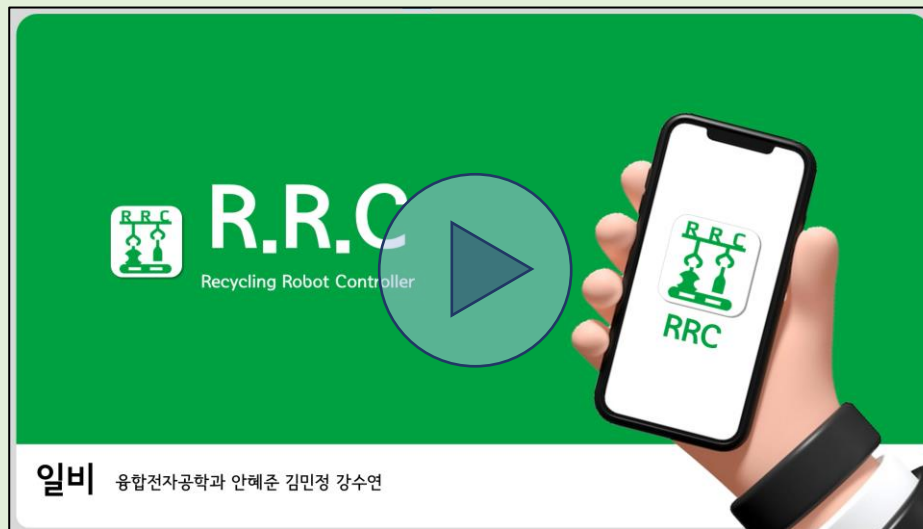 R R C
R.R.C
Recycling Robot Controller
R R C
RRC
일비 융합전자공학과 안혜준 김민정 강수연